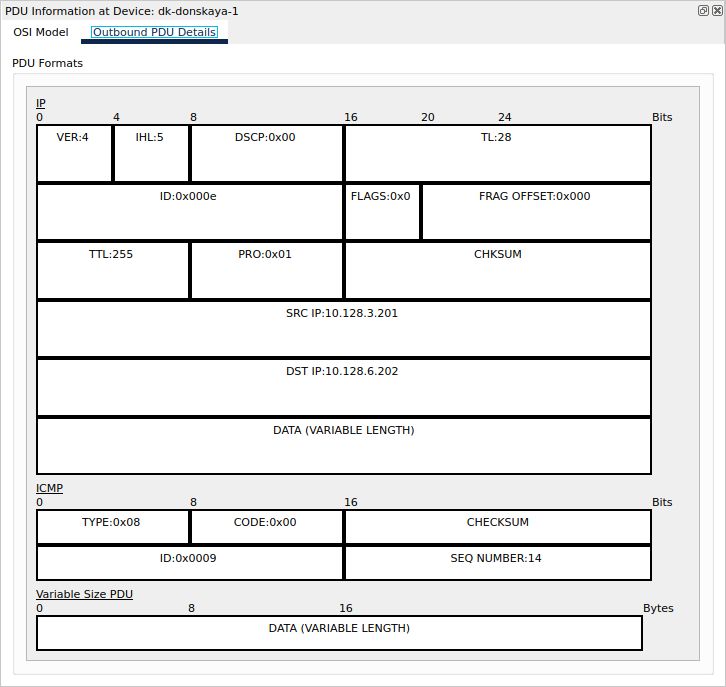 PDU Information at Device: dk-donskaya-1
OSI Model Outbound PDU Details
PDU Formats
IP
0 4 8 16 20 24 Bits
VER:4 IHL:5 DSCP:0x00 TL:28
ID:0x000e FLAGS:0x0 FRAG OFFSET:0x000
TTL:255 PRO:0x01 CHKSUM
SRC IP:10.128.3.201
DST IP:10.128.6.202
DATA (VARIABLE LENGTH)
ICMP
0 8 16 Bits
TYPE:0x08 CODE:0x00 CHECKSUM
ID:0x0009 SEQ NUMBER:14
Variable Size PDU
0 8 16 Bytes
DATA (VARIABLE LENGTH)